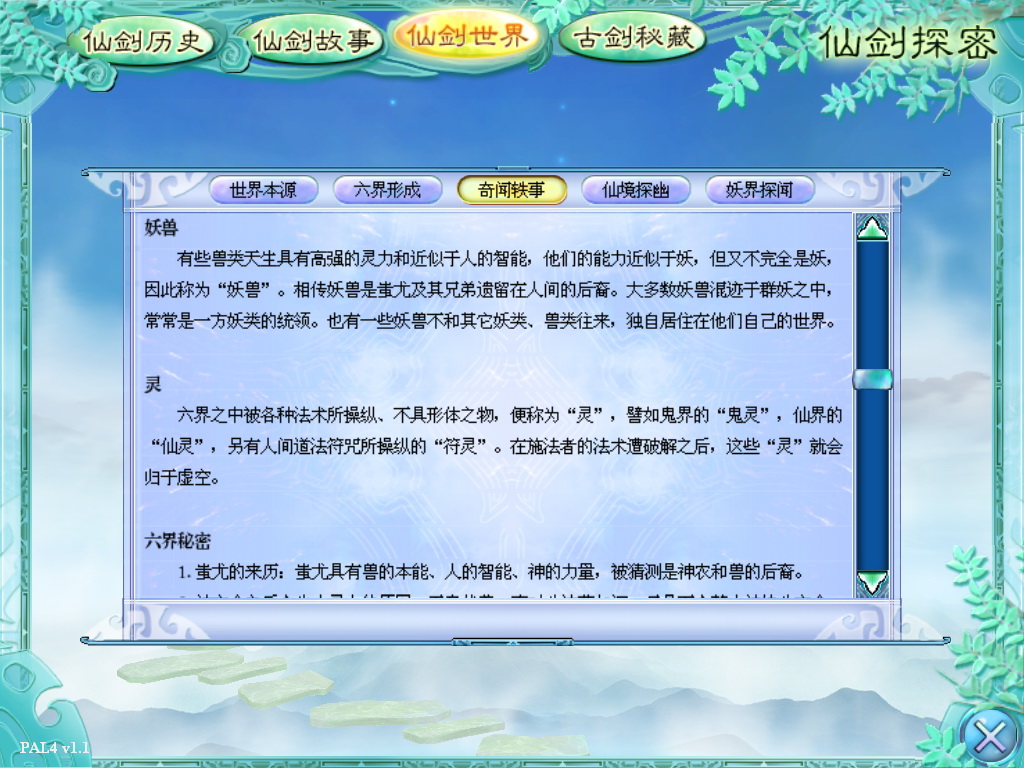 仙剑历史 仙剑故事 仙剑世界 古剑秘藏 仙剑探密
世界本源 六界形成 奇闻轶事 仙境探幽 妖界探闻
妖兽
有些兽类天生具有高强的灵力和近似于人的智能，他们的能力近似于妖，但又不完全是妖，
因此称为“妖兽”。相传妖兽是蚩尤及其兄弟遗留在人间的后裔。大多数妖兽混迹于群妖之中，
常常是一方妖类的统领。也有一些妖兽不和其它妖类、兽类往来，独自居住在他们自己的世界。
灵
六界之中被各种法术所操纵、不具形体之物，便称为“灵”，譬如鬼界的“鬼灵”，仙界的
“仙灵”，另有人间道法符咒所操纵的“符灵”。在施法者的法术遭破解之后，这些“灵”就会
归于虚空。
六界秘密
1.蚩尤的来历：蚩尤具有兽的本能、人的智能、神的力量，被猜测是神农和兽的后裔。
PAL4 v1.1